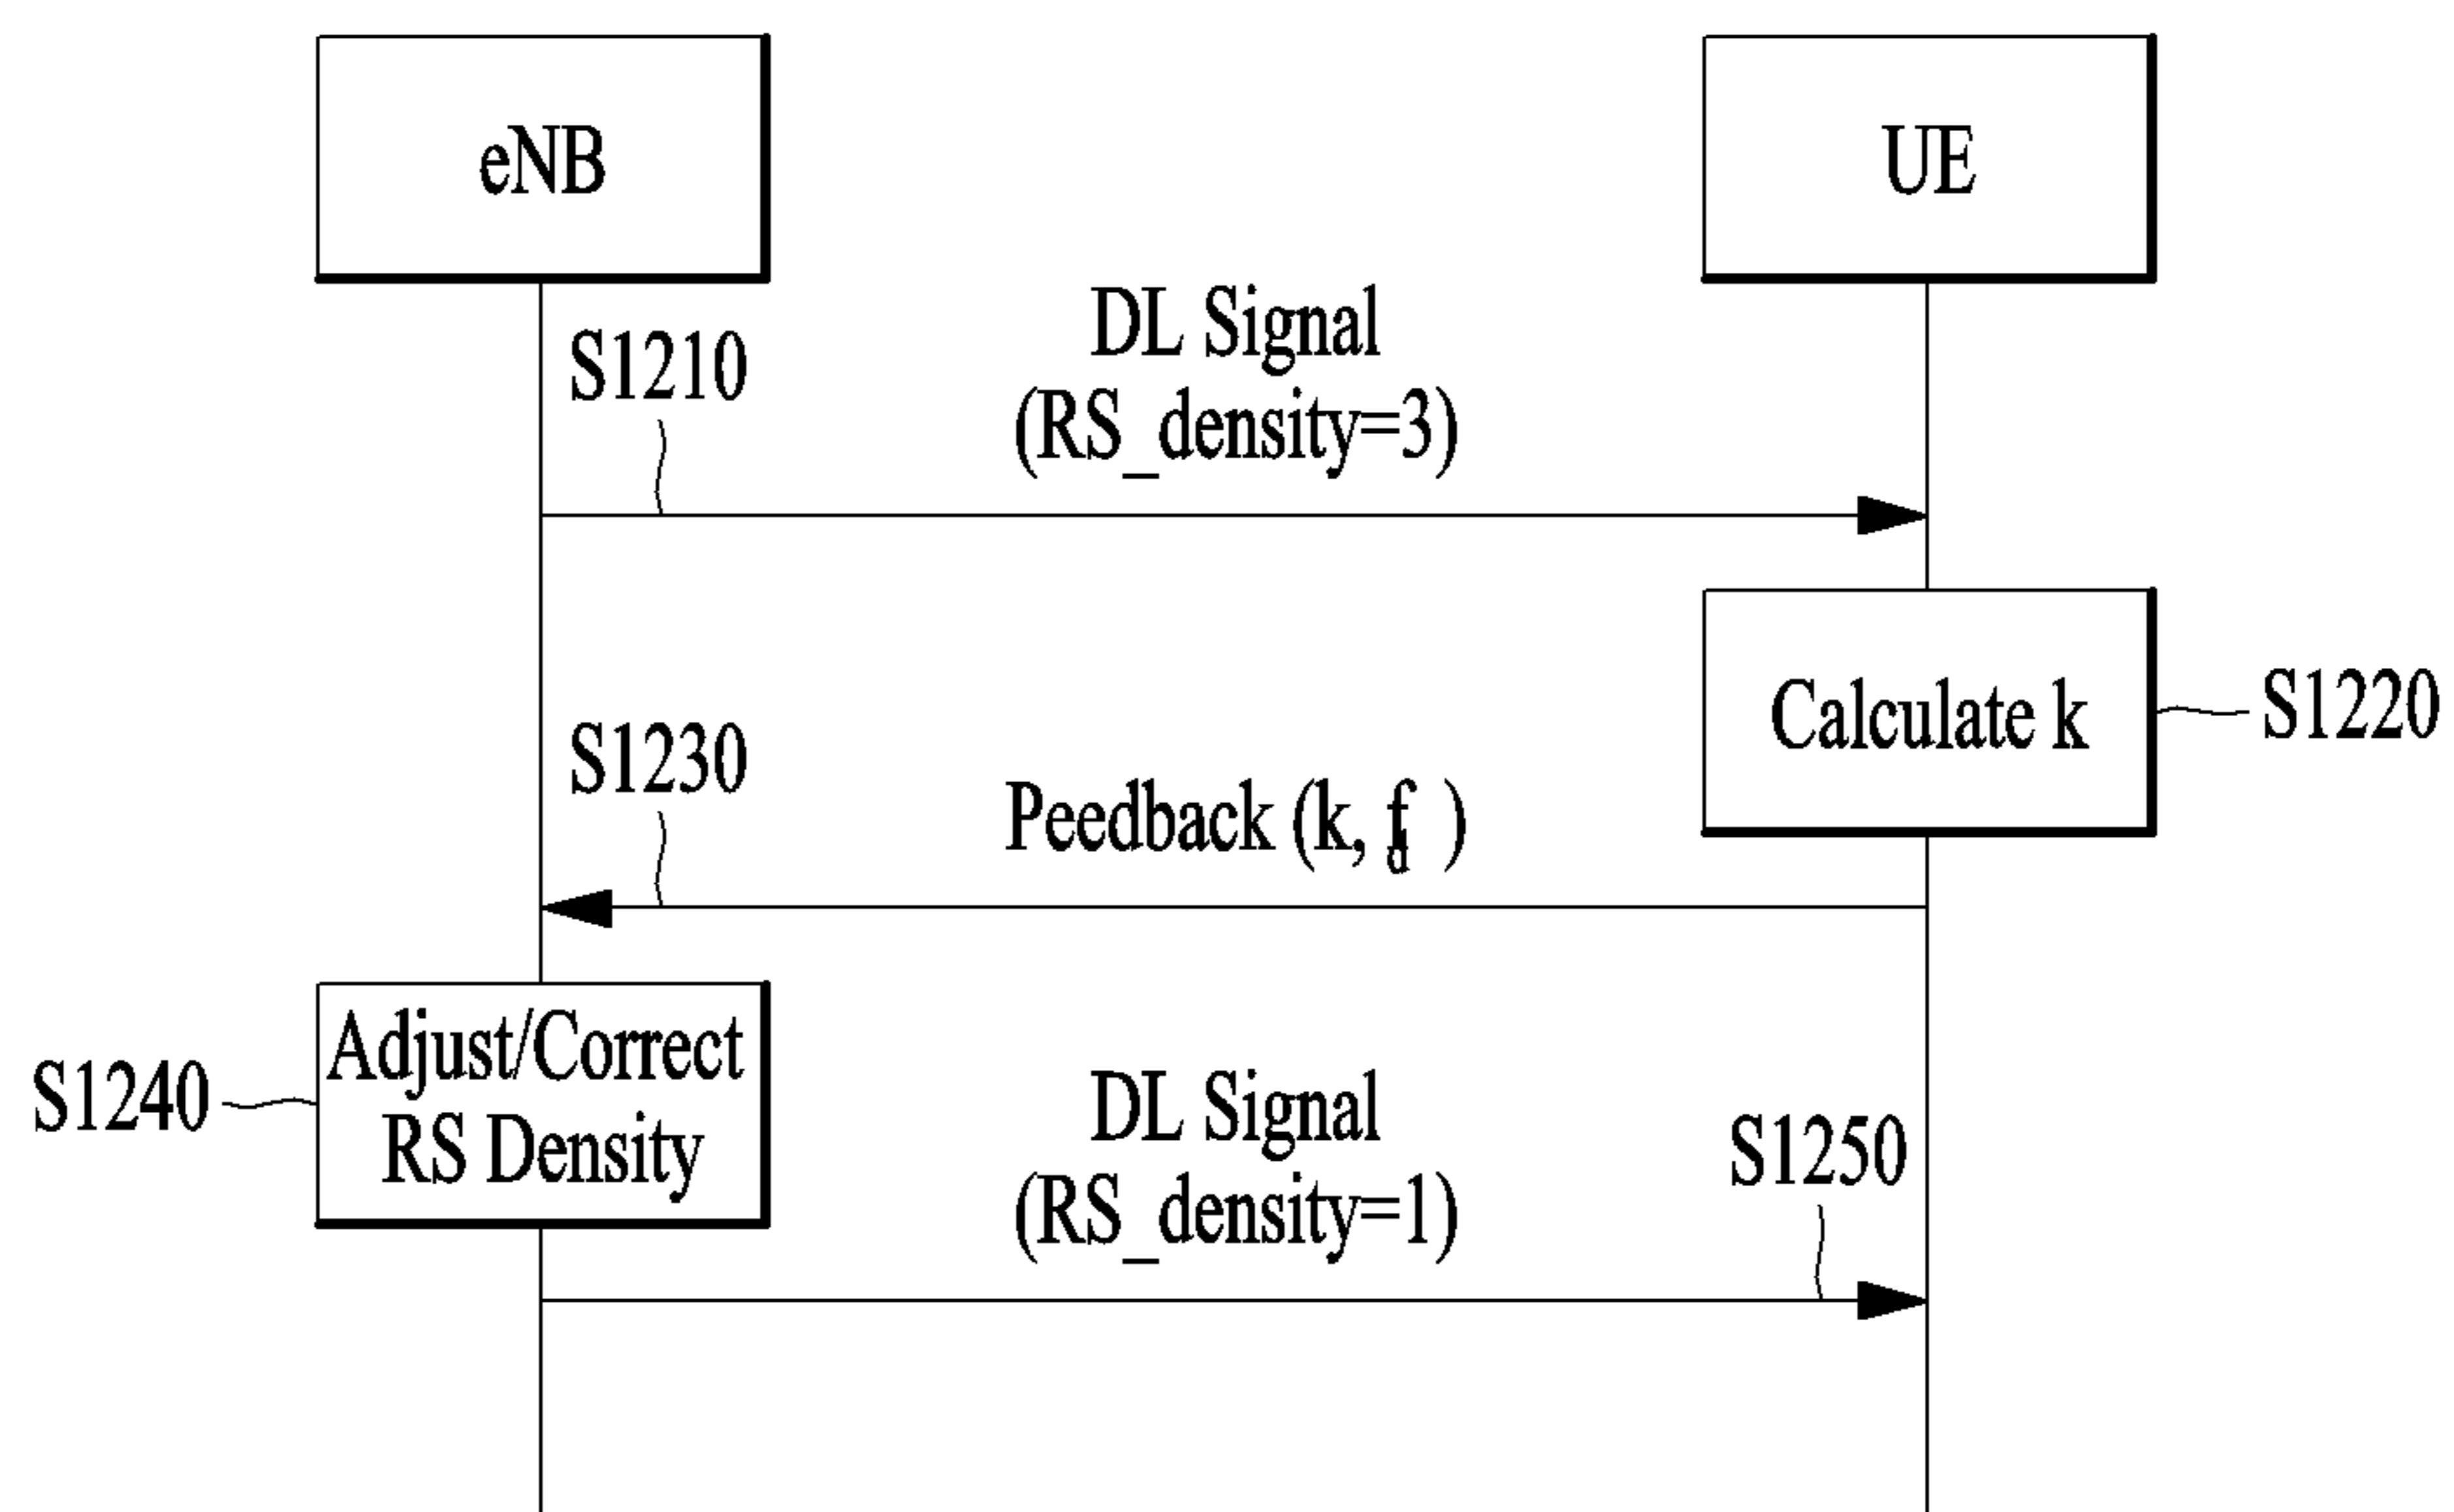 eNB
UE
S1210
DL Signal
(RS_density=3)
Calculate k
S1220
S1230
Peedback (k, fd )
Adjust/Correct
RS Density
S1240
DL Signal
(RS_density=1)
S1250